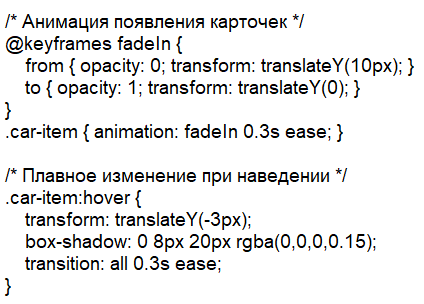 /* Анимация появления карточек */
@keyframes fadeIn {
    from { opacity: 0; transform: translateY(10px); }
    to { opacity: 1; transform: translateY(0); }
}
.car-item { animation: fadeIn 0.3s ease; }

/* Плавное изменение при наведении */
.car-item:hover {
    transform: translateY(-3px);
    box-shadow: 0 8px 20px rgba(0,0,0,0.15);
    transition: all 0.3s ease;
}